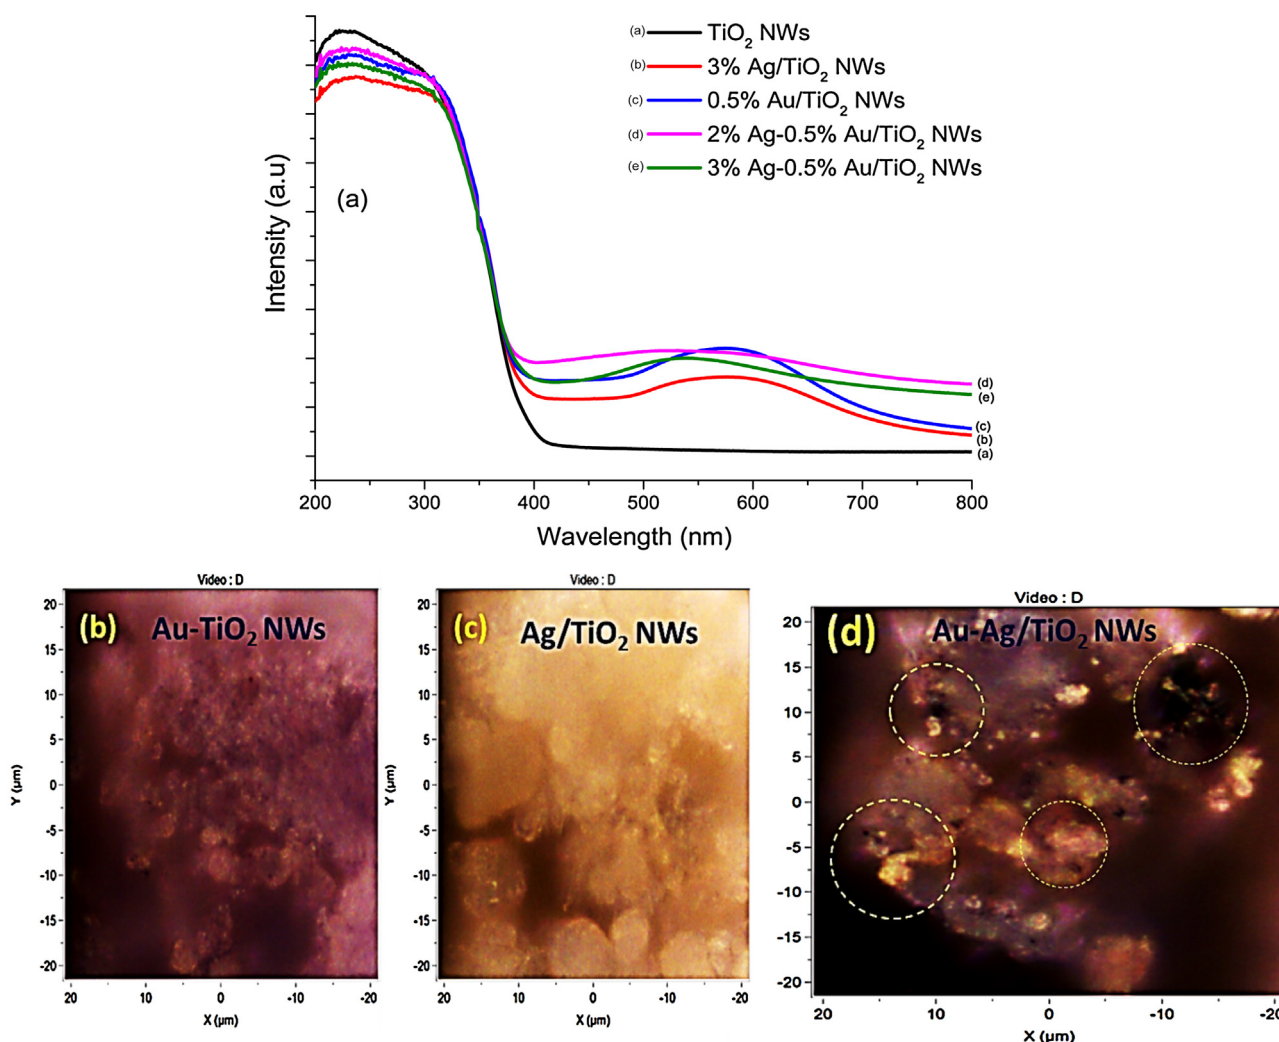 (a) TiO₂ NWs
(b) 3% Ag/TiO₂ NWs
(c) 0.5% Au/TiO₂ NWs
(d) 2% Ag-0.5% Au/TiO₂ NWs
(e) 3% Ag-0.5% Au/TiO₂ NWs
(a)
Intensity (a.u)
(d)
(e)
(c)
(b)
(a)
200 300 400 500 600 700 800
Wavelength (nm)
Video : D
(b) Au-TiO₂ NWs
20
15
10
5
0
-5
-10
-15
-20
Y (µm)
20 10 0 -10 -20
X (µm)
Video : D
(c) Ag/TiO₂ NWs
20
15
10
5
0
-5
-10
-15
-20
Y (µm)
20 10 0 -10 -20
X (µm)
Video : D
(d) Au-Ag/TiO₂ NWs
20
15
10
5
0
-5
-10
-15
-20
20 10 0 -10 -20
X (µm)